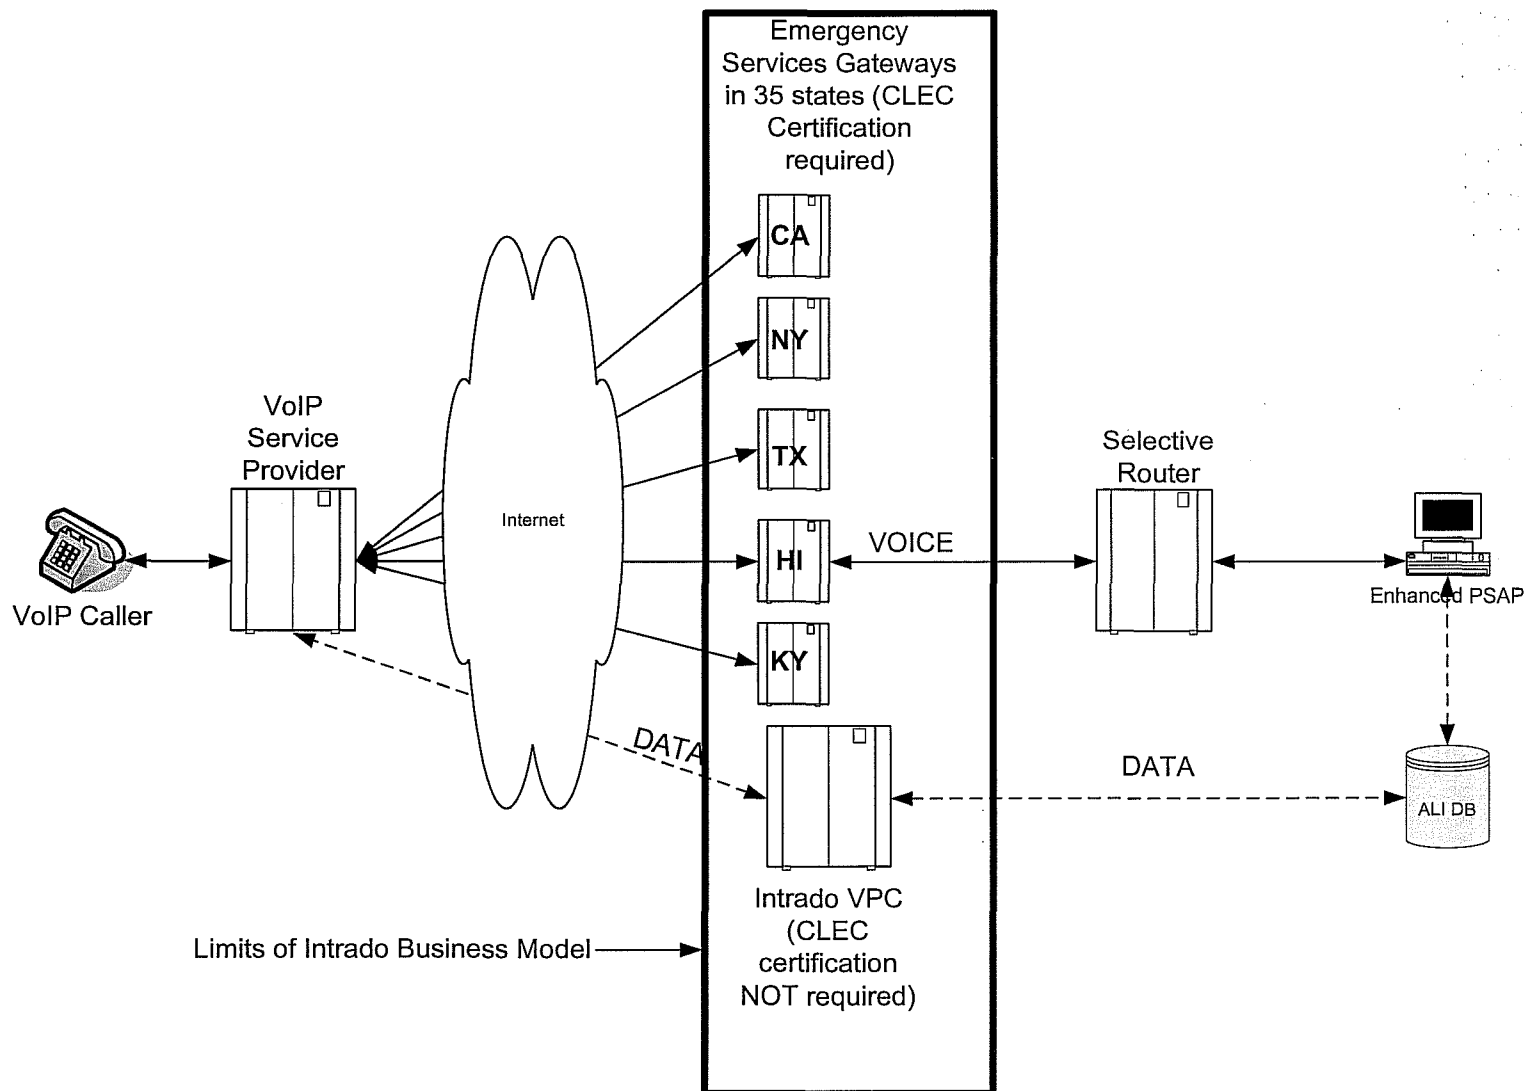 Emergency
Services Gateways
in 35 states (CLEC
Certification
required)
CA
NY
TX
HI
KY
VoIP
Service
Provider
Internet
VoIP Caller
VOICE
Selective
Router
Enhanced PSAP
DATA
DATA
ALI DB
Intrado VPC
(CLEC
certification
NOT required)
Limits of Intrado Business Model